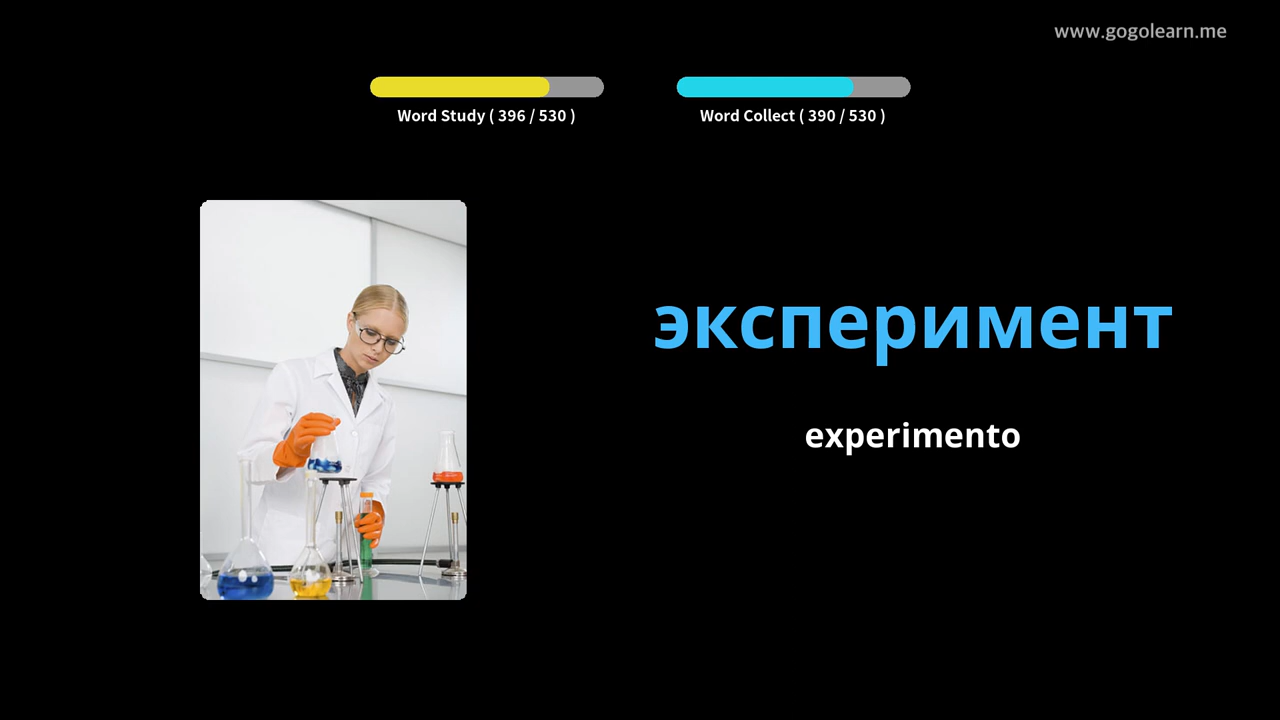 www.gogolearn.me
Word Study ( 396 / 530 )
Word Collect ( 390 / 530 )
эксперимент
experimento